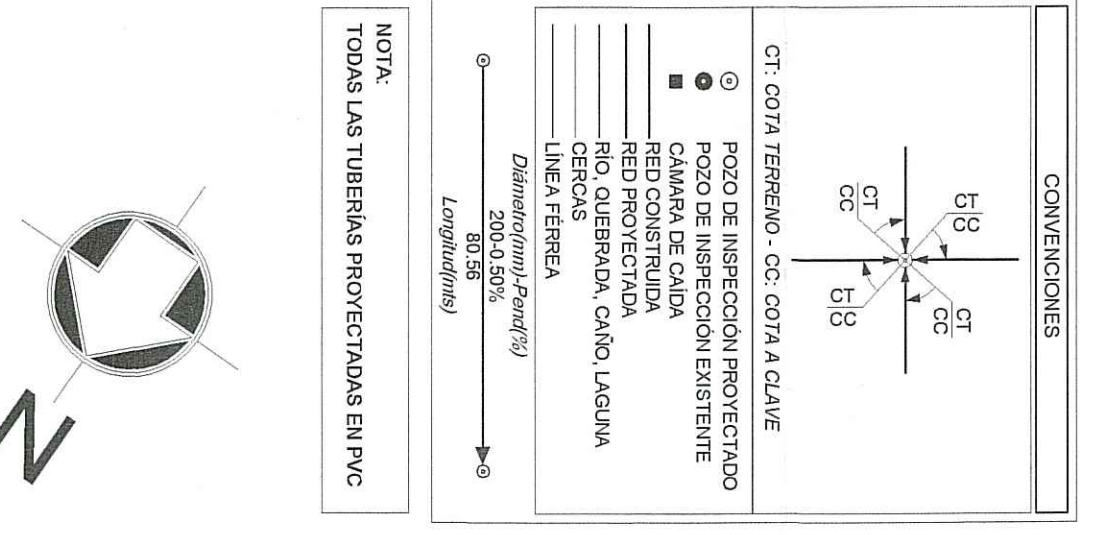 CONVENCIONES
CT
CC
CT
CC
CT
CC
CT
CC
CT: COTA TERRENO - CC: COTA A CLAVE
POZO DE INSPECCIÓN PROYECTADO
POZO DE INSPECCIÓN EXISTENTE
CÁMARA DE CAÍDA
RED CONSTRUIDA
RED PROYECTADA
RÍO, QUEBRADA, CAÑO, LAGUNA
CERCAS
LÍNEA FÉRREA
Diámetro(mm)-Pend(%)
200-0.50%
80.56
Longitud(mts)
NOTA:
TODAS LAS TUBERÍAS PROYECTADAS EN PVC
N